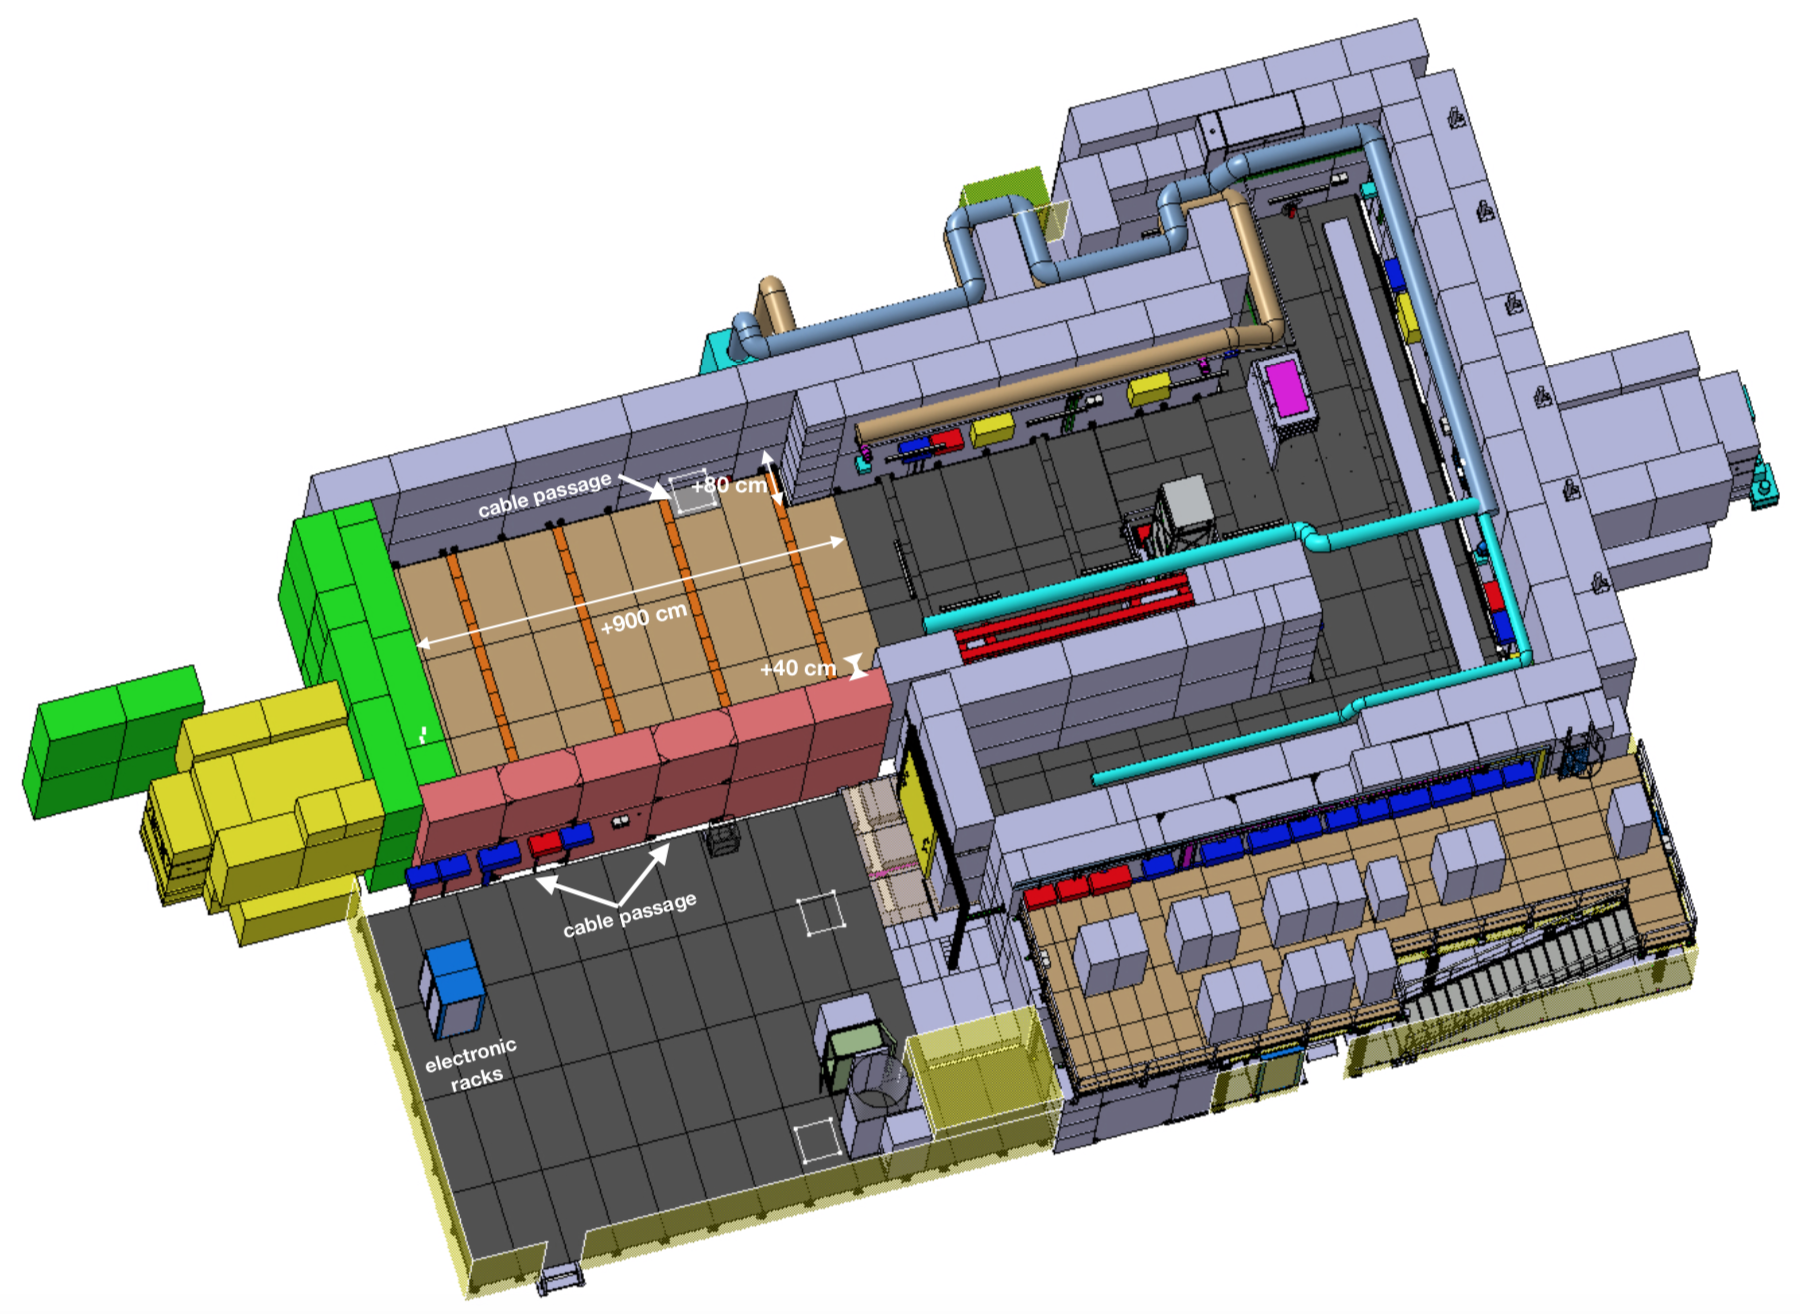 cable passage
+80 cm
+900 cm
+40 cm
cable passage
electronic
racks